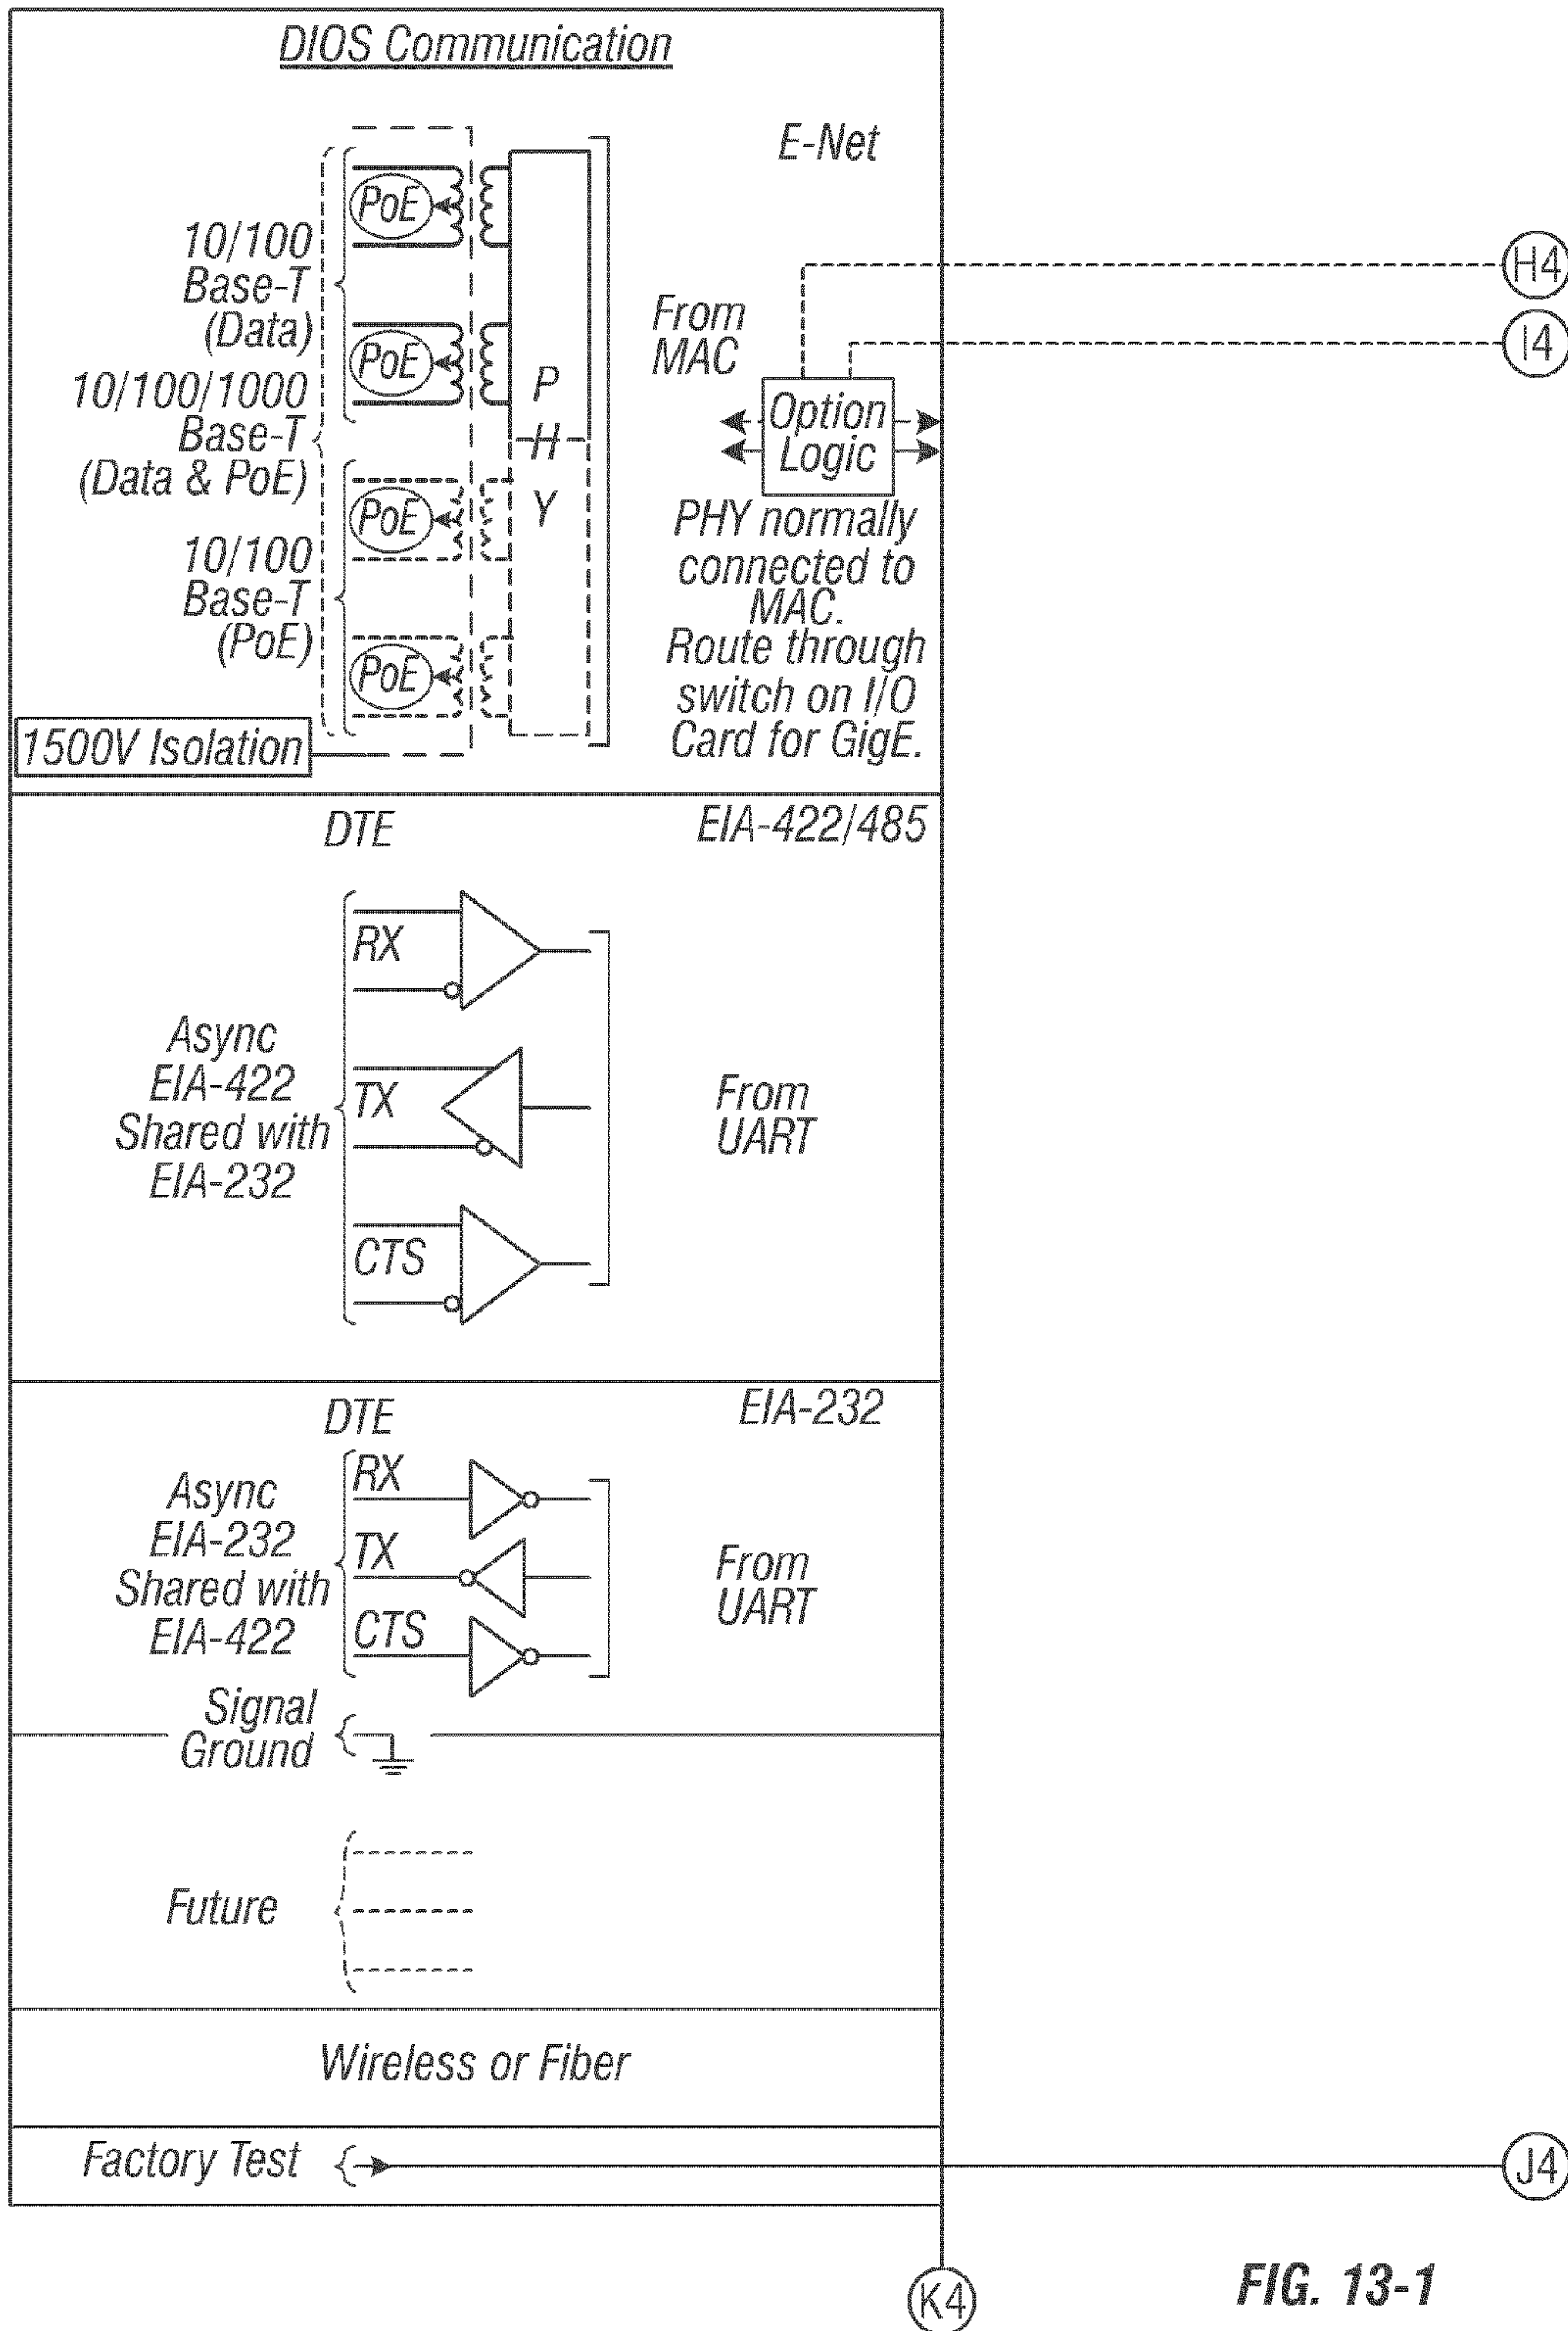 DIOS Communication
E-Net
PoE
10/100
Base-T
(Data)
PoE
10/100/1000
Base-T
(Data & PoE)
PoE
10/100
Base-T
(PoE)
PoE
1500V Isolation
P
H
Y
From
MAC
Option
Logic
PHY normally
connected to
MAC.
Route through
switch on I/O
Card for GigE.
H4
I4
DTE
EIA-422/485
RX
TX
CTS
Async
EIA-422
Shared with
EIA-232
From
UART
DTE
EIA-232
RX
TX
CTS
Async
EIA-232
Shared with
EIA-422
From
UART
Signal
Ground
Future
Wireless or Fiber
Factory Test
J4
K4
FIG. 13-1